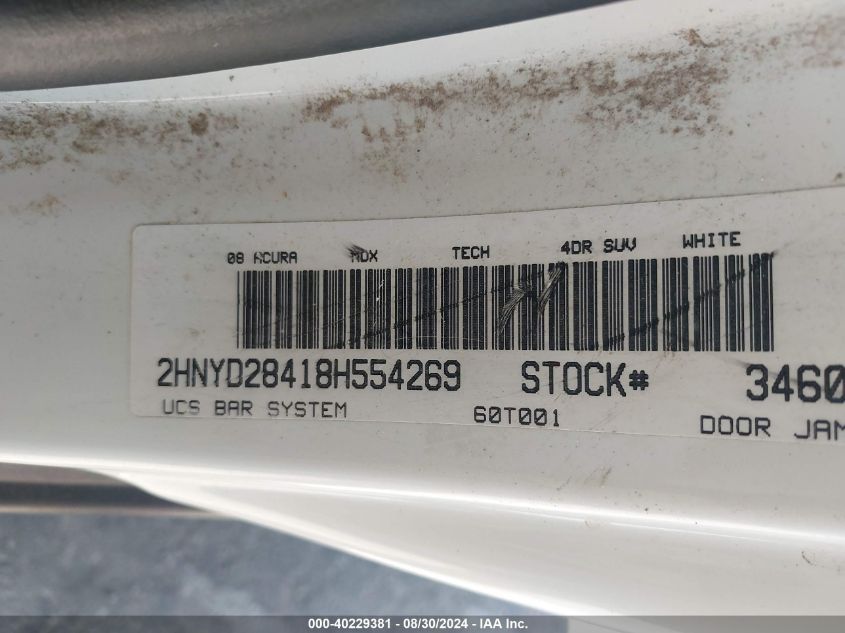 08 ACURA MDX TECH 4DR SUV WHITE
2HNYD28418H554269 STOCK# 3460
UCS BAR SYSTEM 60T001 DOOR JAM
000-40229381 - 08/30/2024 - IAA Inc.